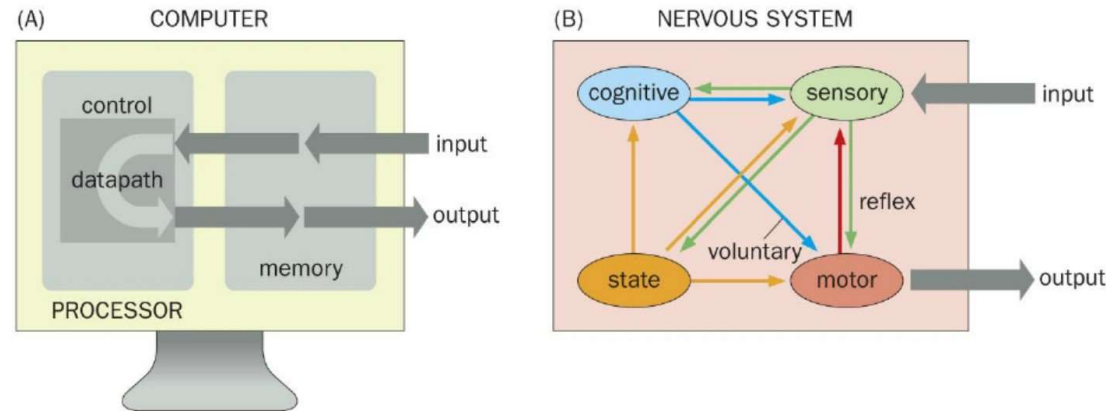 (A) COMPUTER
control
datapath
input
output
memory
PROCESSOR
(B) NERVOUS SYSTEM
cognitive
sensory
input
reflex
voluntary
state
motor
output